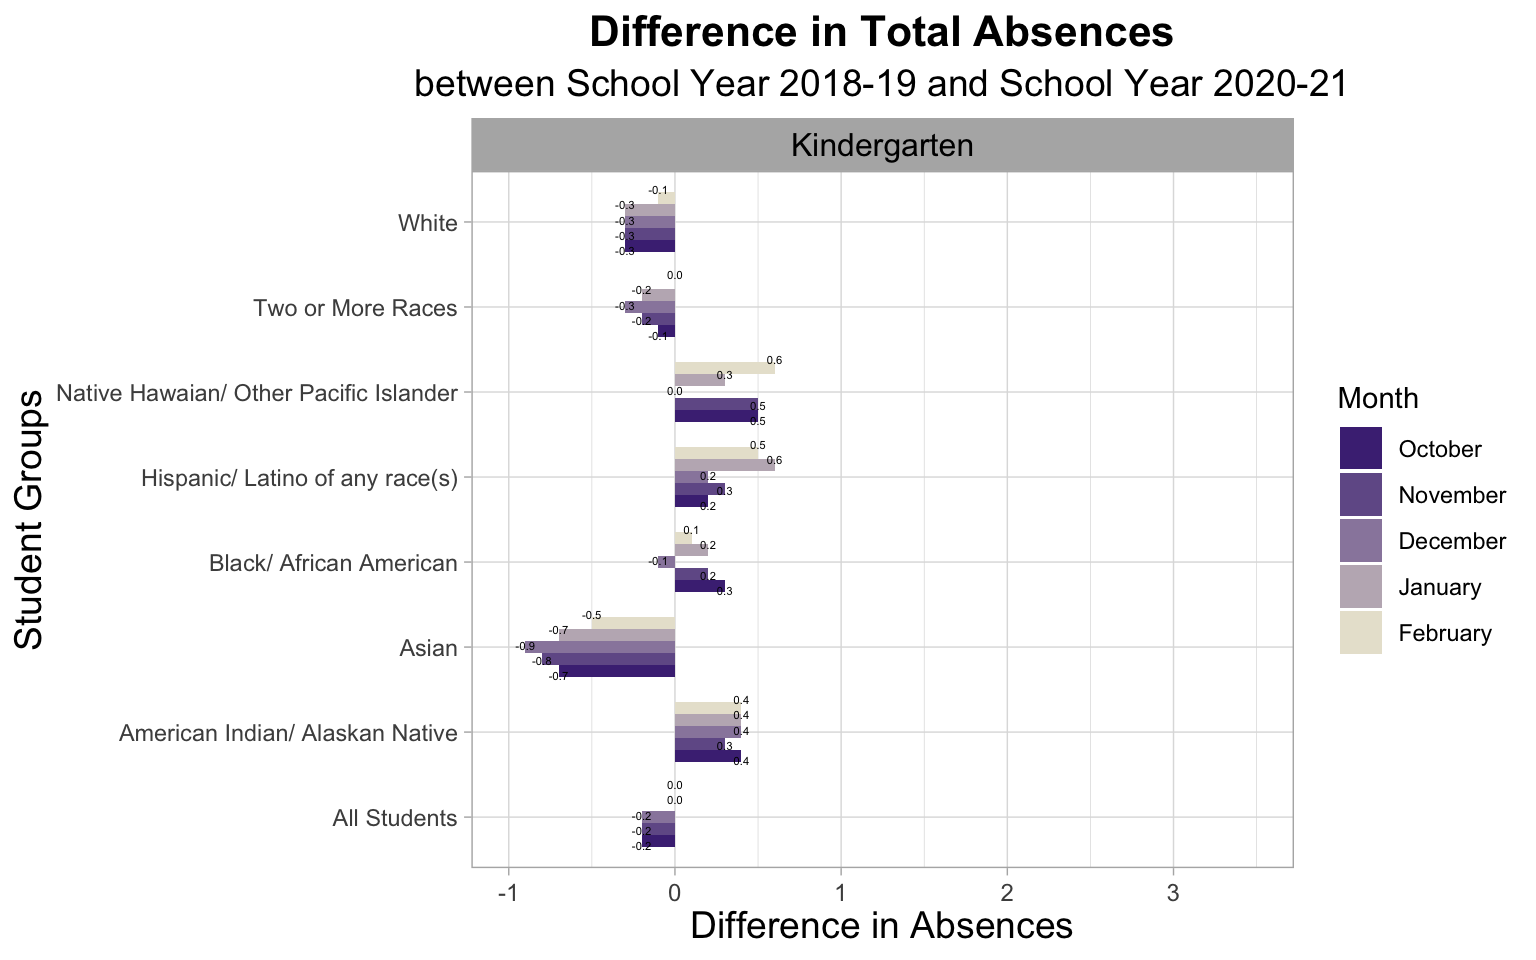 Difference in Total Absences
between School Year 2018-19 and School Year 2020-21
Kindergarten
Student Groups
White
-0.1
-0.3
-0.3
-0.3
-0.3
Two or More Races
0.0
-0.2
-0.3
-0.2
-0.1
Native Hawaian/ Other Pacific Islander
0.6
0.3
0.0
0.5
0.5
Hispanic/ Latino of any race(s)
0.5
0.6
0.2
0.3
0.2
Black/ African American
0.1
0.2
-0.1
0.2
0.3
Asian
-0.5
-0.7
-0.9
-0.8
-0.7
American Indian/ Alaskan Native
0.4
0.4
0.4
0.3
0.4
All Students
0.0
0.0
-0.2
-0.2
-0.2
-1 0 1 2 3
Difference in Absences
Month
October
November
December
January
February